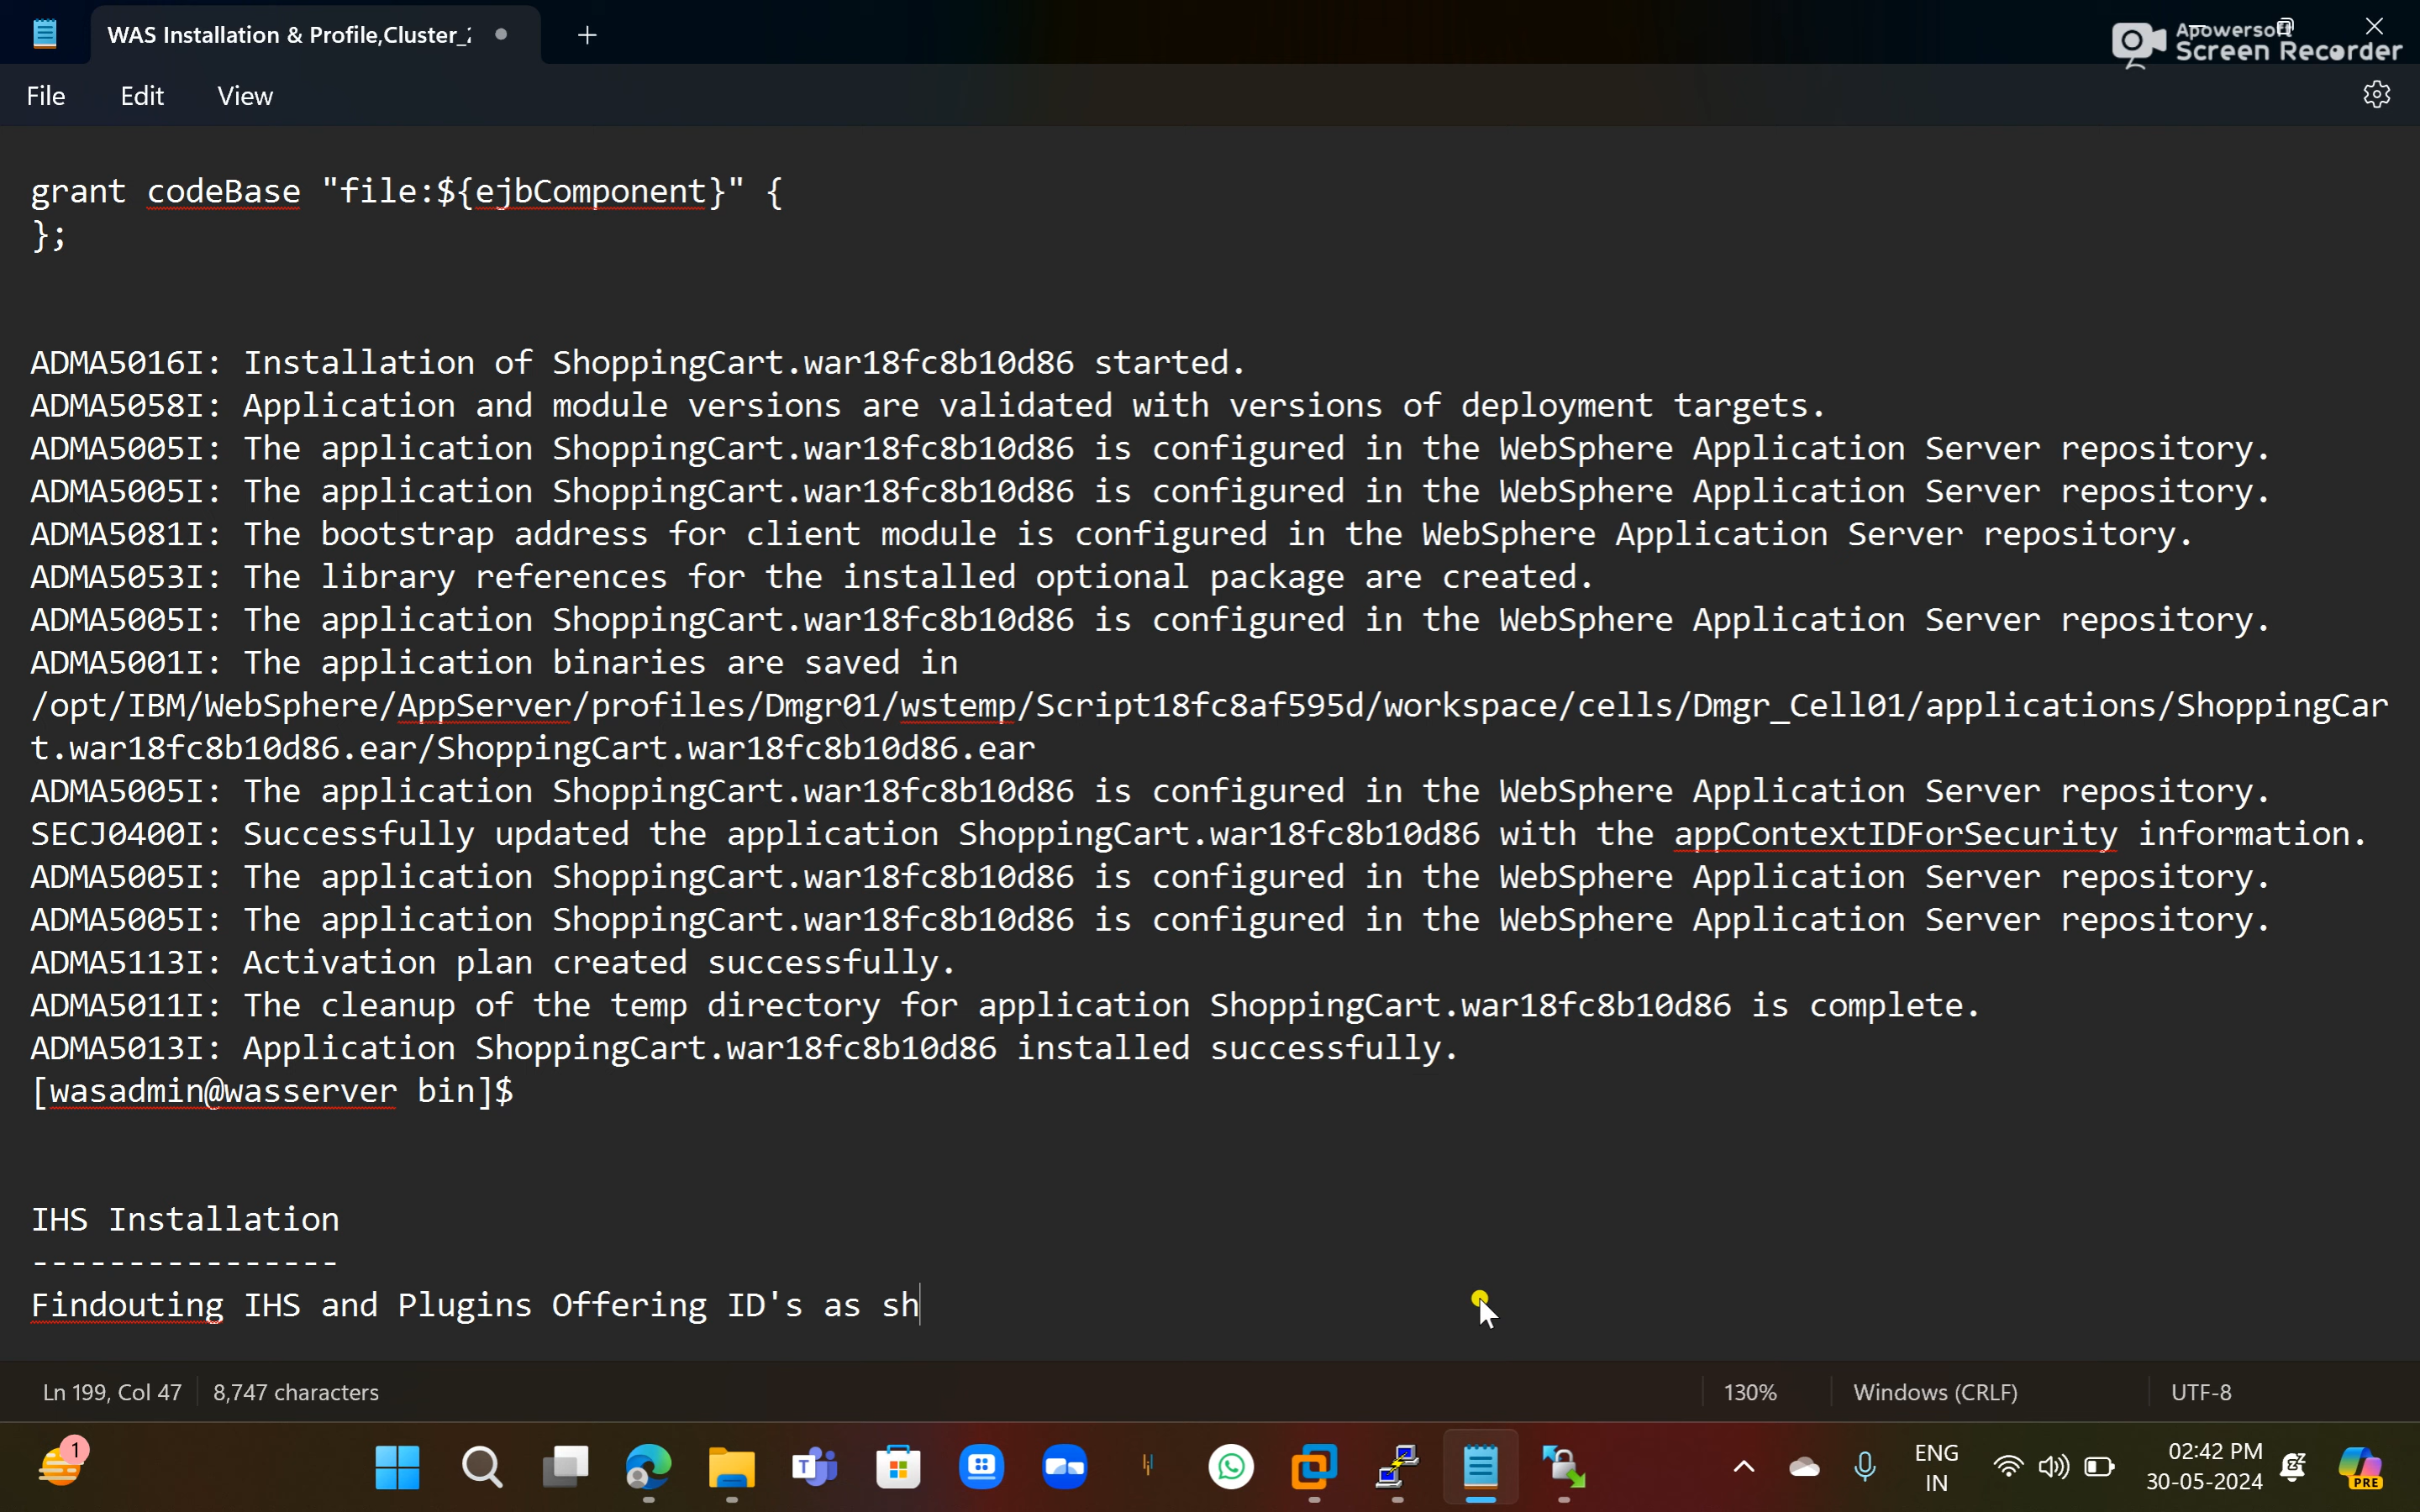 WAS Installation & Profile,Cluster_
Apowersoft
Screen Recorder
File Edit View
grant codeBase "file:${ejbComponent}" {
};
ADMA5016I: Installation of ShoppingCart.war18fc8b10d86 started.
ADMA5058I: Application and module versions are validated with versions of deployment targets.
ADMA5005I: The application ShoppingCart.war18fc8b10d86 is configured in the WebSphere Application Server repository.
ADMA5005I: The application ShoppingCart.war18fc8b10d86 is configured in the WebSphere Application Server repository.
ADMA5081I: The bootstrap address for client module is configured in the WebSphere Application Server repository.
ADMA5053I: The library references for the installed optional package are created.
ADMA5005I: The application ShoppingCart.war18fc8b10d86 is configured in the WebSphere Application Server repository.
ADMA5001I: The application binaries are saved in
/opt/IBM/WebSphere/AppServer/profiles/Dmgr01/wstemp/Script18fc8af595d/workspace/cells/Dmgr_Cell01/applications/ShoppingCar
t.war18fc8b10d86.ear/ShoppingCart.war18fc8b10d86.ear
ADMA5005I: The application ShoppingCart.war18fc8b10d86 is configured in the WebSphere Application Server repository.
SECJ0400I: Successfully updated the application ShoppingCart.war18fc8b10d86 with the appContextIDForSecurity information.
ADMA5005I: The application ShoppingCart.war18fc8b10d86 is configured in the WebSphere Application Server repository.
ADMA5005I: The application ShoppingCart.war18fc8b10d86 is configured in the WebSphere Application Server repository.
ADMA5113I: Activation plan created successfully.
ADMA5011I: The cleanup of the temp directory for application ShoppingCart.war18fc8b10d86 is complete.
ADMA5013I: Application ShoppingCart.war18fc8b10d86 installed successfully.
[wasadmin@wasserver bin]$
IHS Installation
----------------
Findouting IHS and Plugins Offering ID's as sh
Ln 199, Col 47 8,747 characters 130% Windows (CRLF) UTF-8
1
ENG
IN
02:42 PM
30-05-2024
PRE